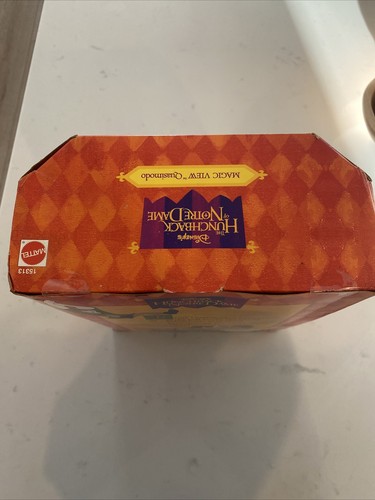 MAGIC VIEW™ Quasimodo
Disney's
THE
HUNCHBACK
OF
NOTRE DAME
MATTEL
15313